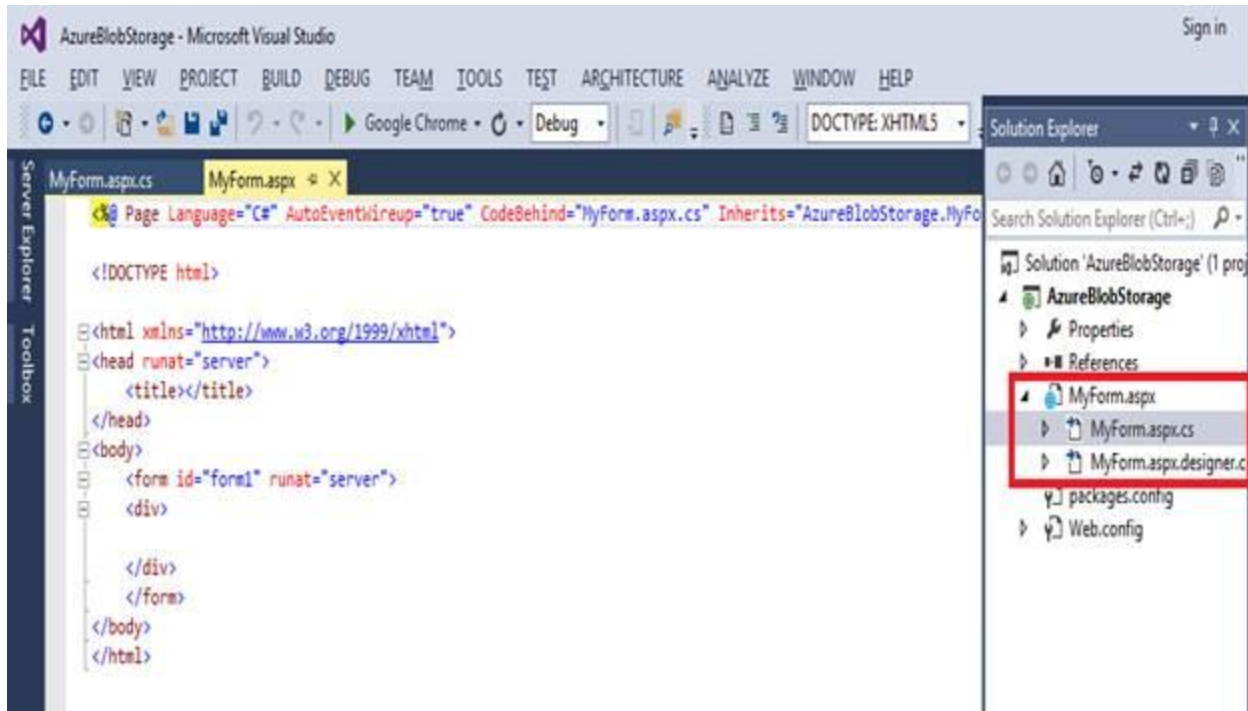 AzureBlobStorage - Microsoft Visual Studio
Sign in
FILE EDIT VIEW PROJECT BUILD DEBUG TEAM TOOLS TEST ARCHITECTURE ANALYZE WINDOW HELP
Google Chrome Debug DOCTYPE: XHTML5
Server Explorer
Toolbox
MyForm.aspx.cs MyForm.aspx
<%@ Page Language="C#" AutoEventWireup="true" CodeBehind="MyForm.aspx.cs" Inherits="AzureBlobStorage.MyFo
<!DOCTYPE html>
<html xmlns="http://www.w3.org/1999/xhtml">
<head runat="server">
<title></title>
</head>
<body>
<form id="form1" runat="server">
<div>
</div>
</form>
</body>
</html>
Solution Explorer
Search Solution Explorer (Ctrl+;)
Solution 'AzureBlobStorage' (1 proj
AzureBlobStorage
Properties
References
MyForm.aspx
MyForm.aspx.cs
MyForm.aspx.designer.c
packages.config
Web.config